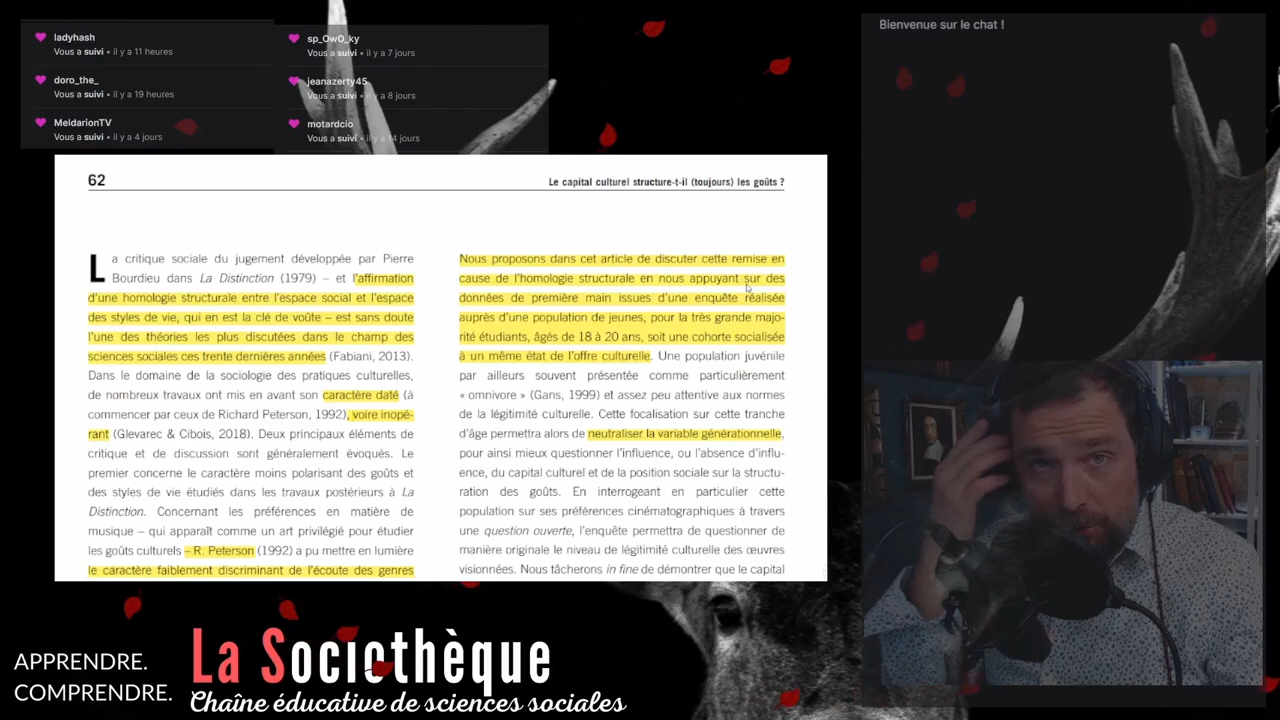 ladyhash
Vous a suivi • il y a 11 heures
doro_the_
Vous a suivi • il y a 19 heures
MeldarionTV
Vous a suivi • il y a 4 jours
sp_OwO_ky
Vous a suivi • il y a 7 jours
jeanazerty45
Vous a suivi • il y a 8 jours
motardcio
Vous a suivi • il y a 14 jours
Bienvenue sur le chat !
62
Le capital culturel structure-t-il (toujours) les goûts ?
La critique sociale du jugement développée par Pierre
Bourdieu dans La Distinction (1979) – et l'affirmation
d'une homologie structurale entre l'espace social et l'espace
des styles de vie, qui en est la clé de voûte – est sans doute
l'une des théories les plus discutées dans le champ des
sciences sociales ces trente dernières années (Fabiani, 2013).
Dans le domaine de la sociologie des pratiques culturelles,
de nombreux travaux ont mis en avant son caractère daté (à
commencer par ceux de Richard Peterson, 1992), voire inopé-
rant (Glevarec & Cibois, 2018). Deux principaux éléments de
critique et de discussion sont généralement évoqués. Le
premier concerne le caractère moins polarisant des goûts et
des styles de vie étudiés dans les travaux postérieurs à La
Distinction. Concernant les préférences en matière de
musique – qui apparaît comme un art privilégié pour étudier
les goûts culturels – R. Peterson (1992) a pu mettre en lumière
le caractère faiblement discriminant de l'écoute des genres
Nous proposons dans cet article de discuter cette remise en
cause de l'homologie structurale en nous appuyant sur des
données de première main issues d'une enquête réalisée
auprès d'une population de jeunes, pour la très grande majo-
rité étudiants, âgés de 18 à 20 ans, soit une cohorte socialisée
à un même état de l'offre culturelle. Une population juvénile
par ailleurs souvent présentée comme particulièrement
« omnivore » (Gans, 1999) et assez peu attentive aux normes
de la légitimité culturelle. Cette focalisation sur cette tranche
d'âge permettra alors de neutraliser la variable générationnelle,
pour ainsi mieux questionner l'influence, ou l'absence d'influ-
ence, du capital culturel et de la position sociale sur la structu-
ration des goûts. En interrogeant en particulier cette
population sur ses préférences cinématographiques à travers
une question ouverte, l'enquête permettra de questionner de
manière originale le niveau de légitimité culturelle des œuvres
visionnées. Nous tâcherons in fine de démontrer que le capital
APPRENDRE.
COMPRENDRE.
La Sociothèque
Chaîne éducative de sciences sociales